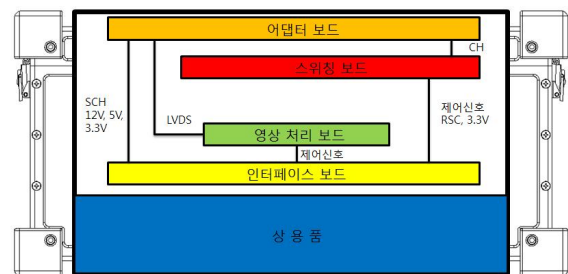 어댑터 보드
CH
스위칭 보드
SCH
12V, 5V,
3.3V
LVDS
제어신호
RSC, 3.3V
영상 처리 보드
제어신호
인터페이스 보드
상 용 품